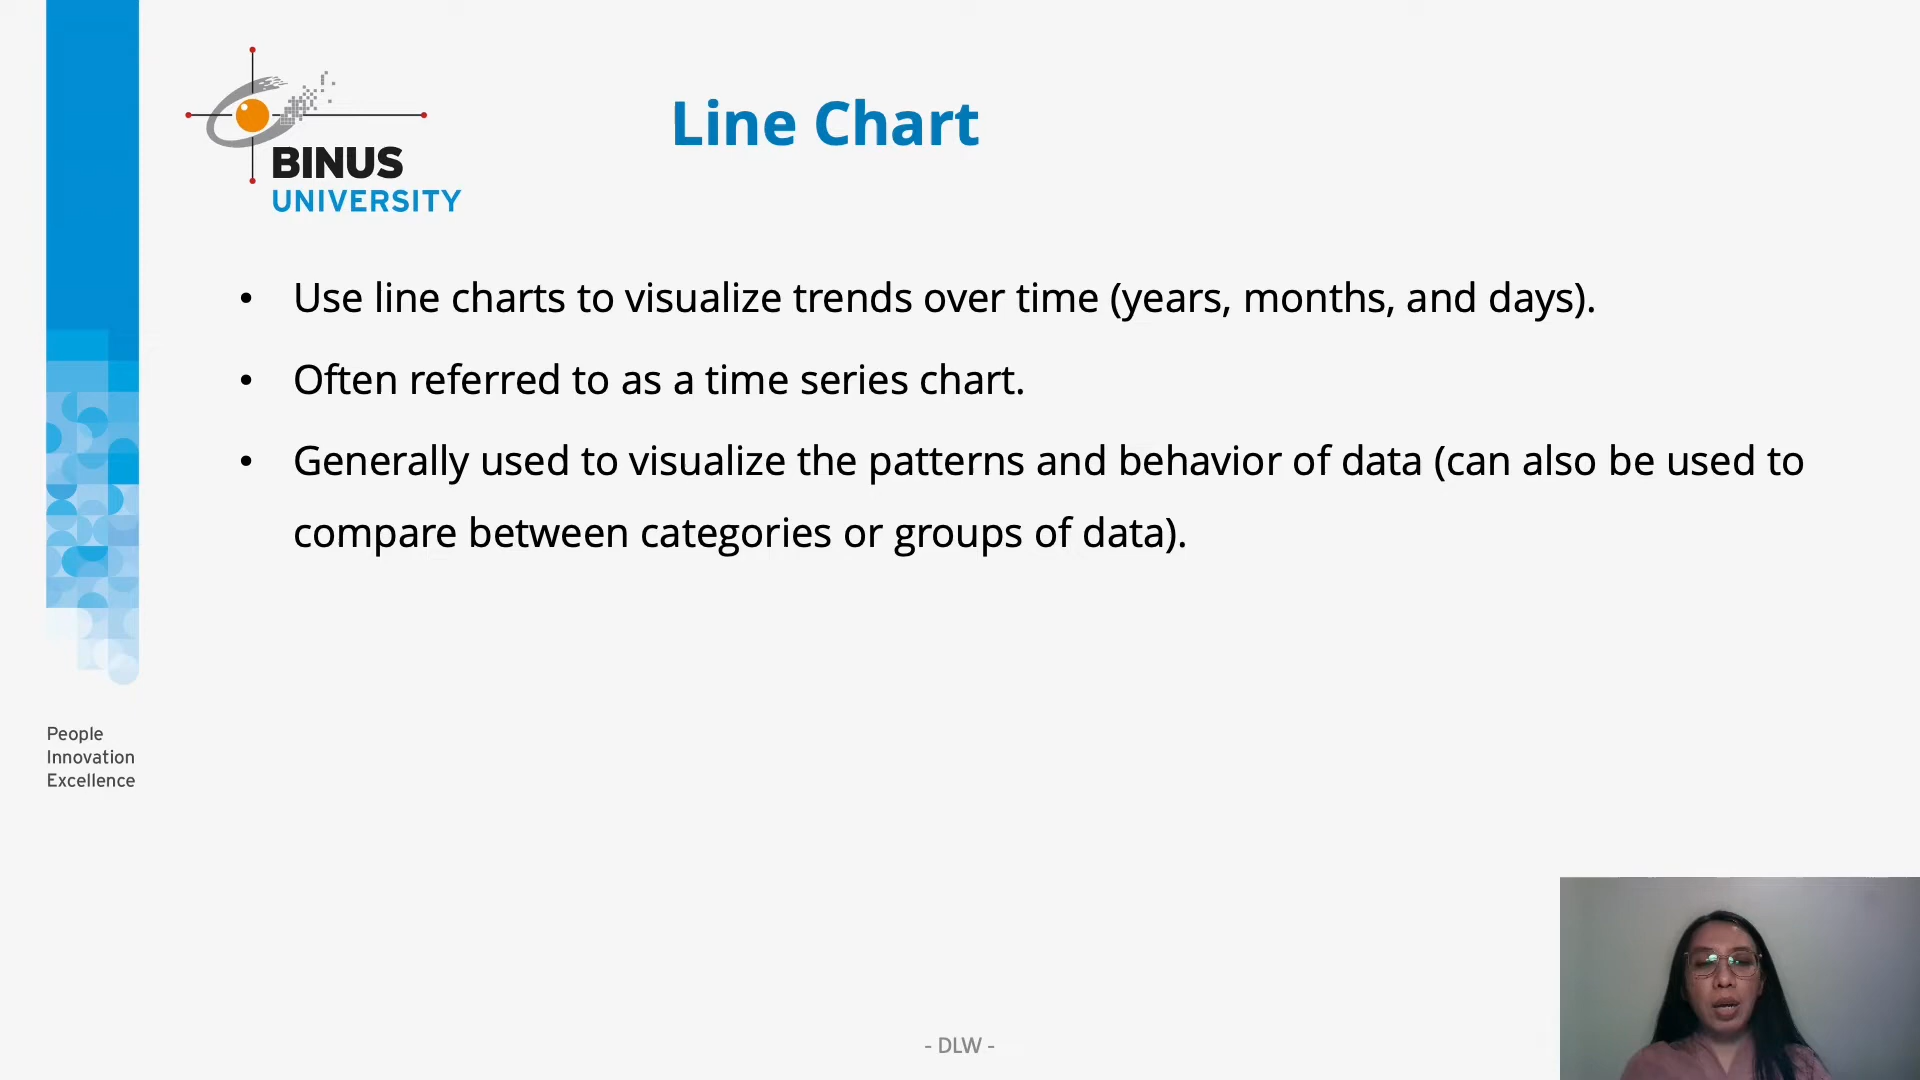 BINUS
UNIVERSITY
Line Chart
• Use line charts to visualize trends over time (years, months, and days).
• Often referred to as a time series chart.
• Generally used to visualize the patterns and behavior of data (can also be used to
compare between categories or groups of data).
People
Innovation
Excellence
- DLW -